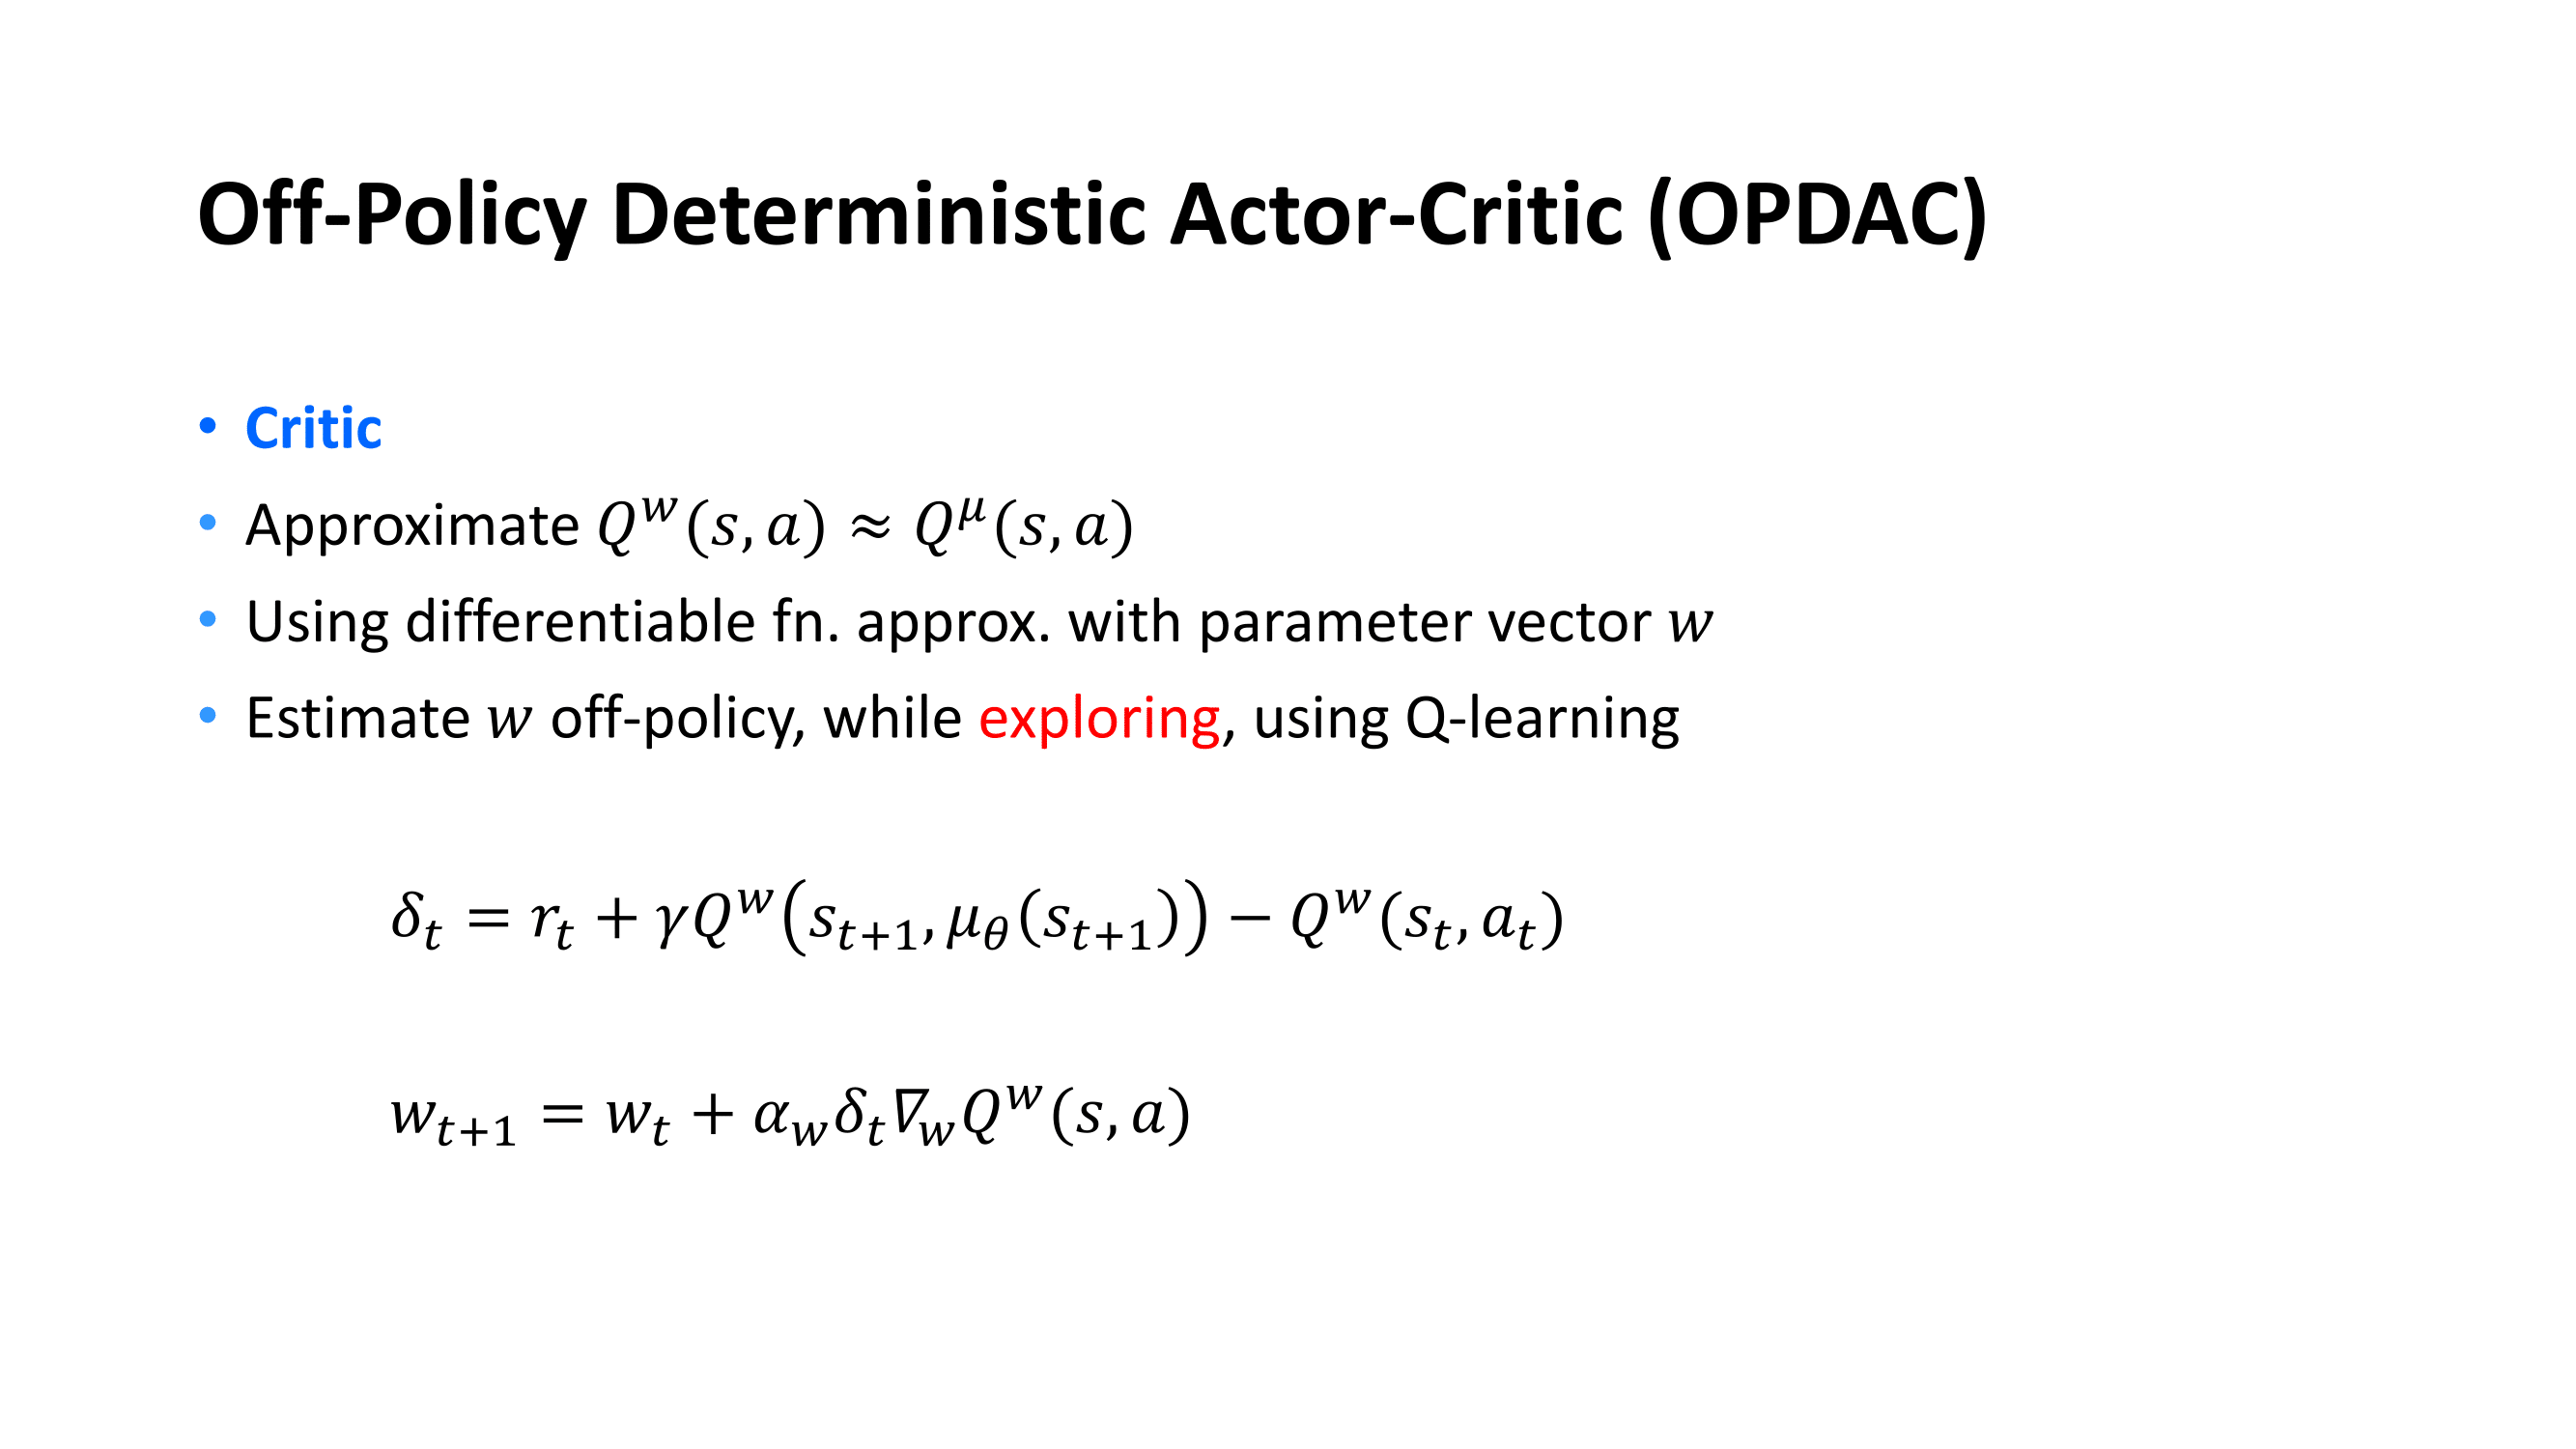 Off-Policy Deterministic Actor-Critic (OPDAC)
• Critic
• Approximate $Q^w(s, a) \approx Q^\mu(s, a)$
• Using differentiable fn. approx. with parameter vector $w$
• Estimate $w$ off-policy, while exploring, using Q-learning
$\delta_t = r_t + \gamma Q^w(s_{t+1}, \mu_\theta(s_{t+1})) - Q^w(s_t, a_t)$
$w_{t+1} = w_t + \alpha_w \delta_t \nabla_w Q^w(s, a)$